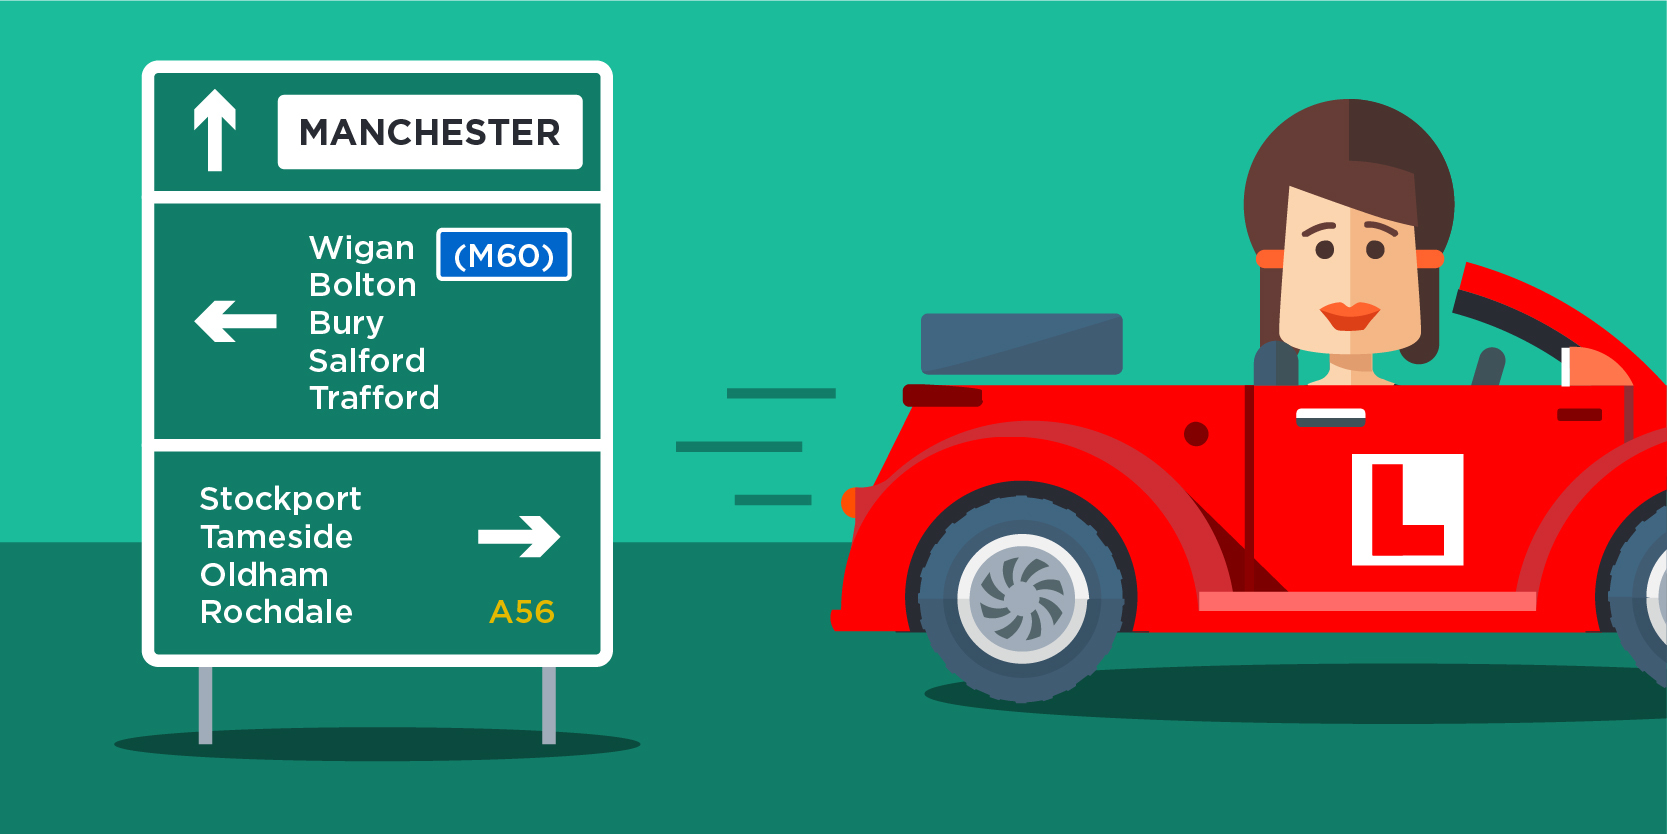 MANCHESTER
Wigan (M60)
Bolton
Bury
Salford
Trafford
Stockport
Tameside
Oldham
Rochdale A56
L